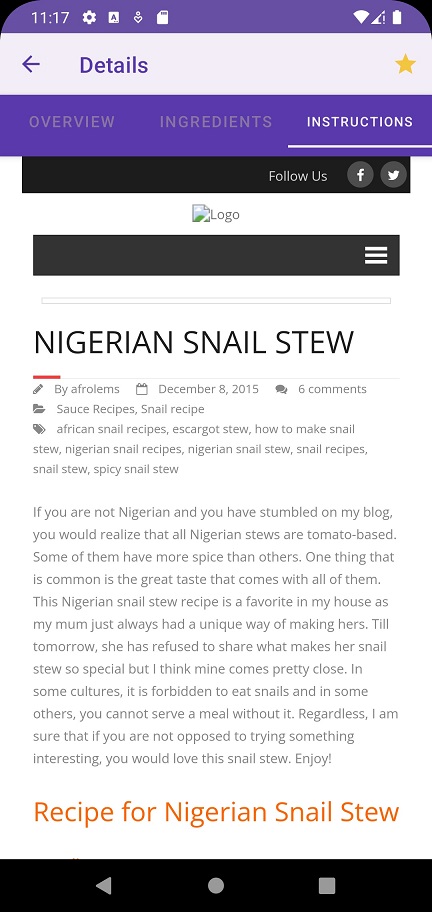 11:17
Details
OVERVIEW INGREDIENTS INSTRUCTIONS
Follow Us
Logo
NIGERIAN SNAIL STEW
By afrolems December 8, 2015 6 comments
Sauce Recipes, Snail recipe
african snail recipes, escargot stew, how to make snail
stew, nigerian snail recipes, nigerian snail stew, snail recipes,
snail stew, spicy snail stew
If you are not Nigerian and you have stumbled on my blog,
you would realize that all Nigerian stews are tomato-based.
Some of them have more spice than others. One thing that
is common is the great taste that comes with all of them.
This Nigerian snail stew recipe is a favorite in my house as
my mum just always had a unique way of making hers. Till
tomorrow, she has refused to share what makes her snail
stew so special but I think mine comes pretty close. In
some cultures, it is forbidden to eat snails and in some
others, you cannot serve a meal without it. Regardless, I am
sure that if you are not opposed to trying something
interesting, you would love this snail stew. Enjoy!
Recipe for Nigerian Snail Stew